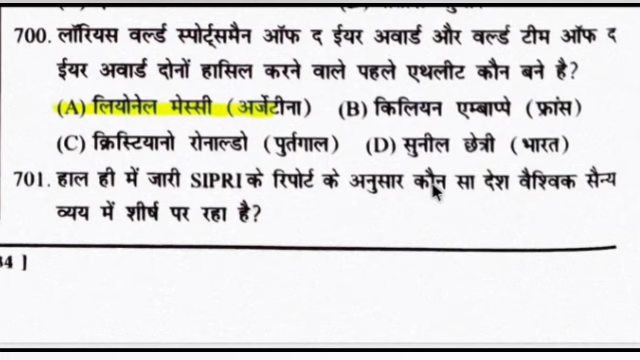 700. लॉरियस वर्ल्ड स्पोर्ट्समैन ऑफ द ईयर अवार्ड और वर्ल्ड टीम ऑफ द
ईयर अवार्ड दोनों हासिल करने वाले पहले एथलीट कौन बने है?
(A) लियोनेल मेस्सी (अर्जेटीना) (B) किलियन एम्बाप्पे (फ्रांस)
(C) क्रिस्टियानो रोनाल्डो (पुर्तगाल) (D) सुनील छेत्री (भारत)
701. हाल ही में जारी SIPRI के रिपोर्ट के अनुसार कौन सा देश वैश्विक सैन्य
व्यय में शीर्ष पर रहा है?
34 ]